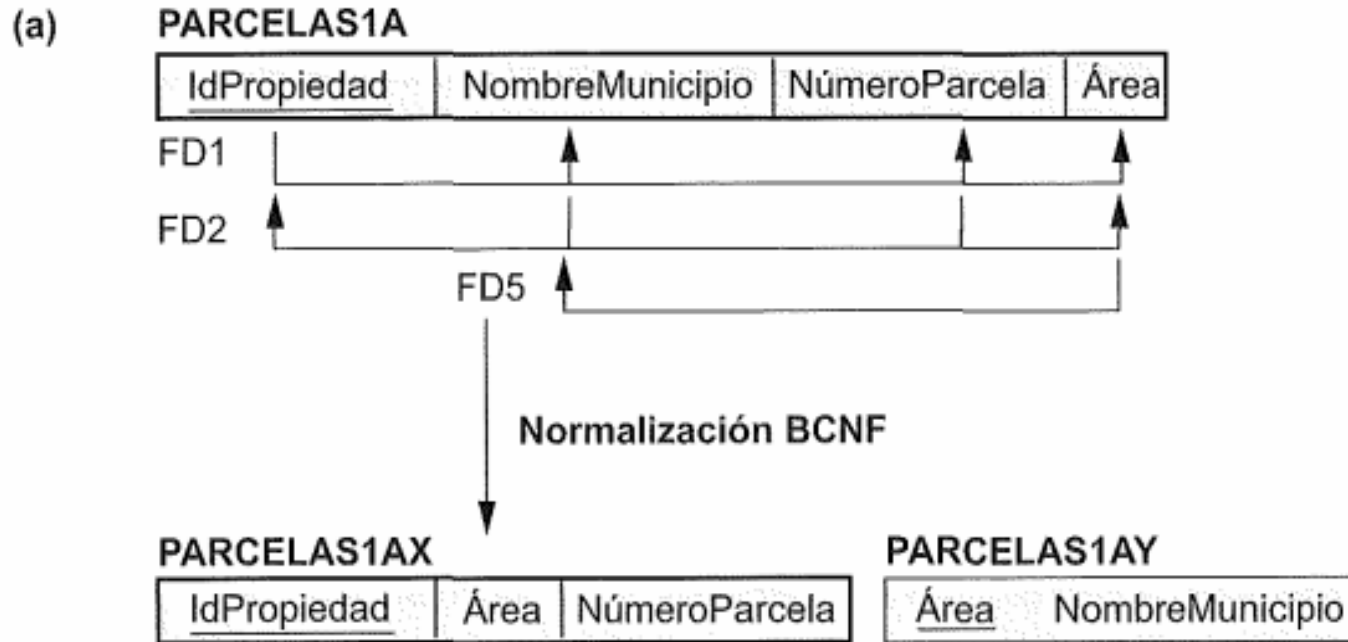 (a) PARCELAS1A
IdPropiedad NombreMunicipio NúmeroParcela Área
FD1
FD2
FD5
Normalización BCNF
PARCELAS1AX PARCELAS1AY
IdPropiedad Área NúmeroParcela Área NombreMunicipio